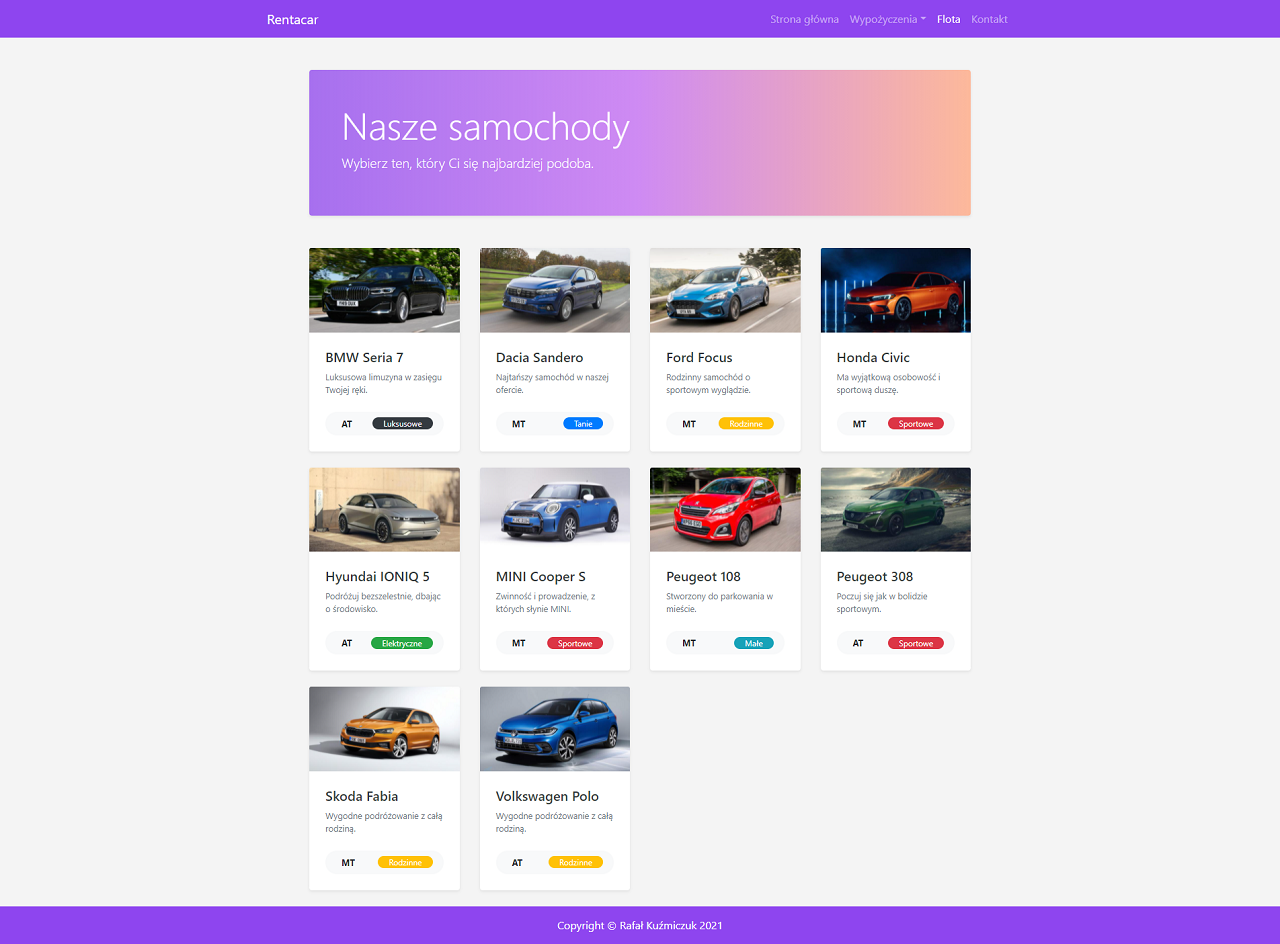 Rentacar
Strona główna Wypożyczenia Flota Kontakt
Nasze samochody
Wybierz ten, który Ci się najbardziej podoba.
BMW Seria 7
Luksusowa limuzyna w zasięgu
Twojej ręki.
AT Luksusowe
Dacia Sandero
Najtańszy samochód w naszej
ofercie.
MT Tanie
Ford Focus
Rodzinny samochód o
sportowym wyglądzie.
MT Rodzinne
Honda Civic
Ma wyjątkową osobowość i
sportową duszę.
MT Sportowe
Hyundai IONIQ 5
Podróżuj bezszelestnie, dbając
o środowisko.
AT Elektryczne
MINI Cooper S
Zwinność i prowadzenie, z
których słynie MINI.
MT Sportowe
Peugeot 108
Stworzony do parkowania w
mieście.
MT Małe
Peugeot 308
Poczuj się jak w bolidzie
sportowym.
AT Sportowe
Skoda Fabia
Wygodne podróżowanie z całą
rodziną.
MT Rodzinne
Volkswagen Polo
Wygodne podróżowanie z całą
rodziną.
AT Rodzinne
Copyright © Rafał Kuźmiczuk 2021